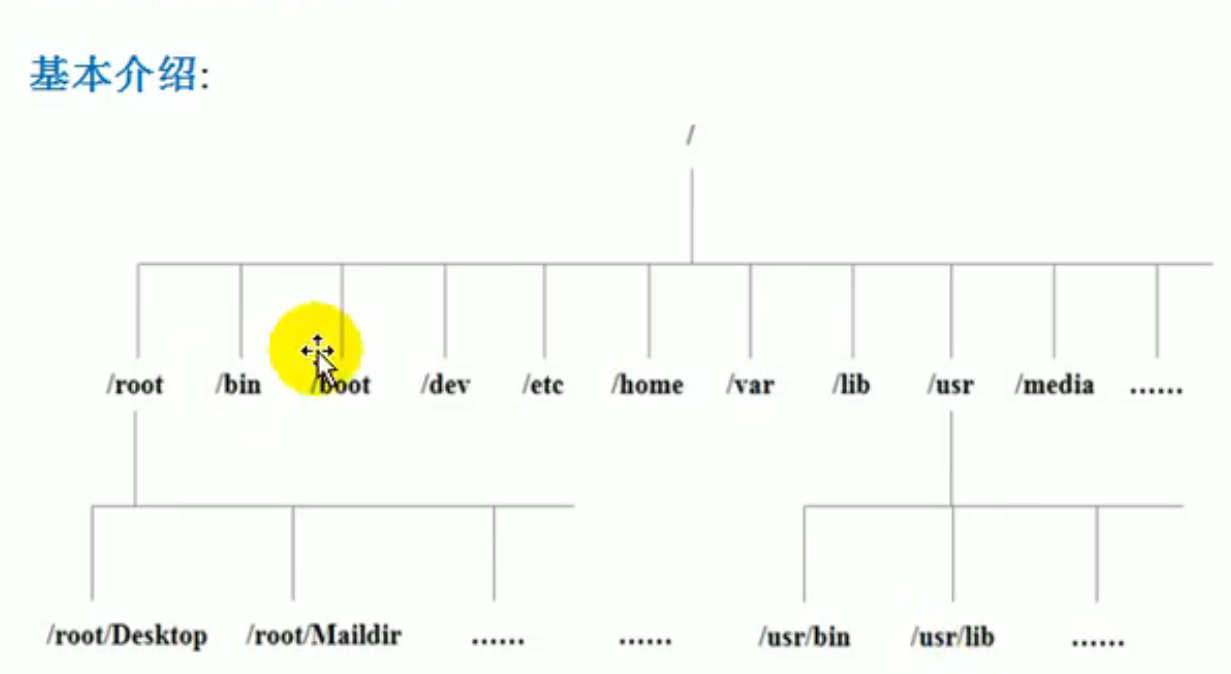 基本介绍:
/
/root /bin /boot /dev /etc /home /var /lib /usr /media ......
/root/Desktop /root/Maildir ...... ...... /usr/bin /usr/lib ......